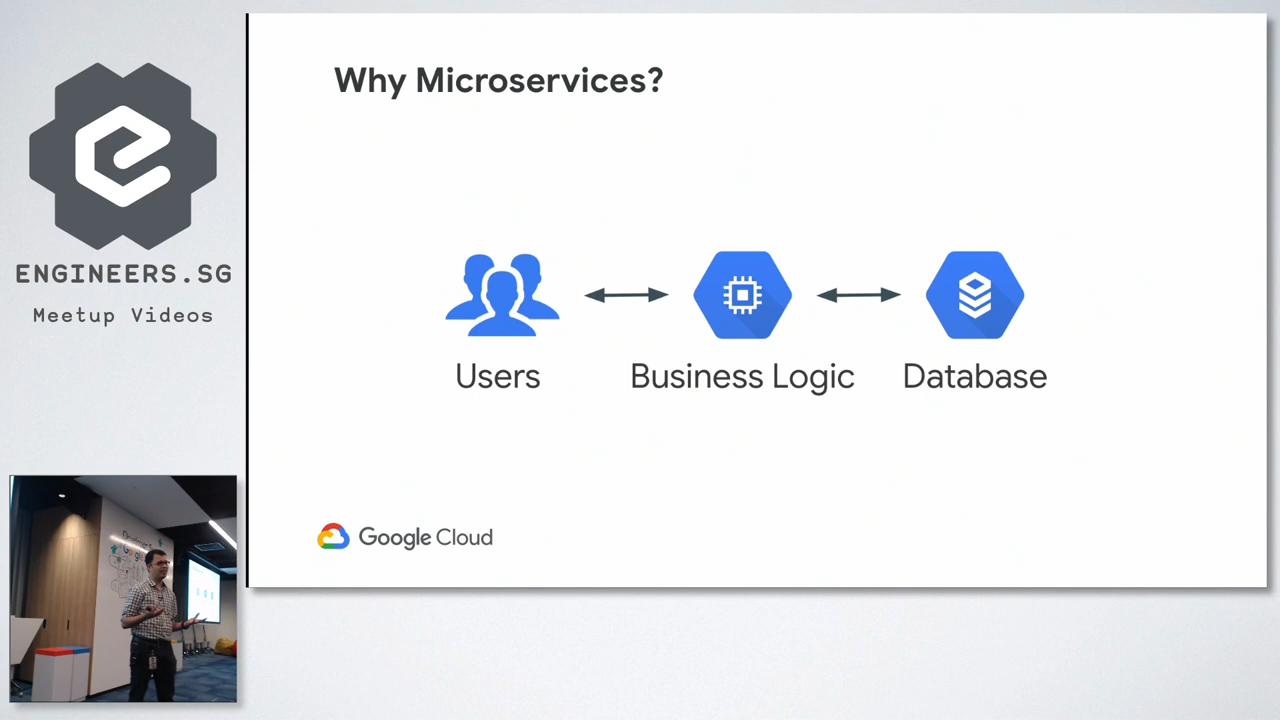 ENGINEERS.SG
Meetup Videos
Why Microservices?
Users
Business Logic
Database
Google Cloud